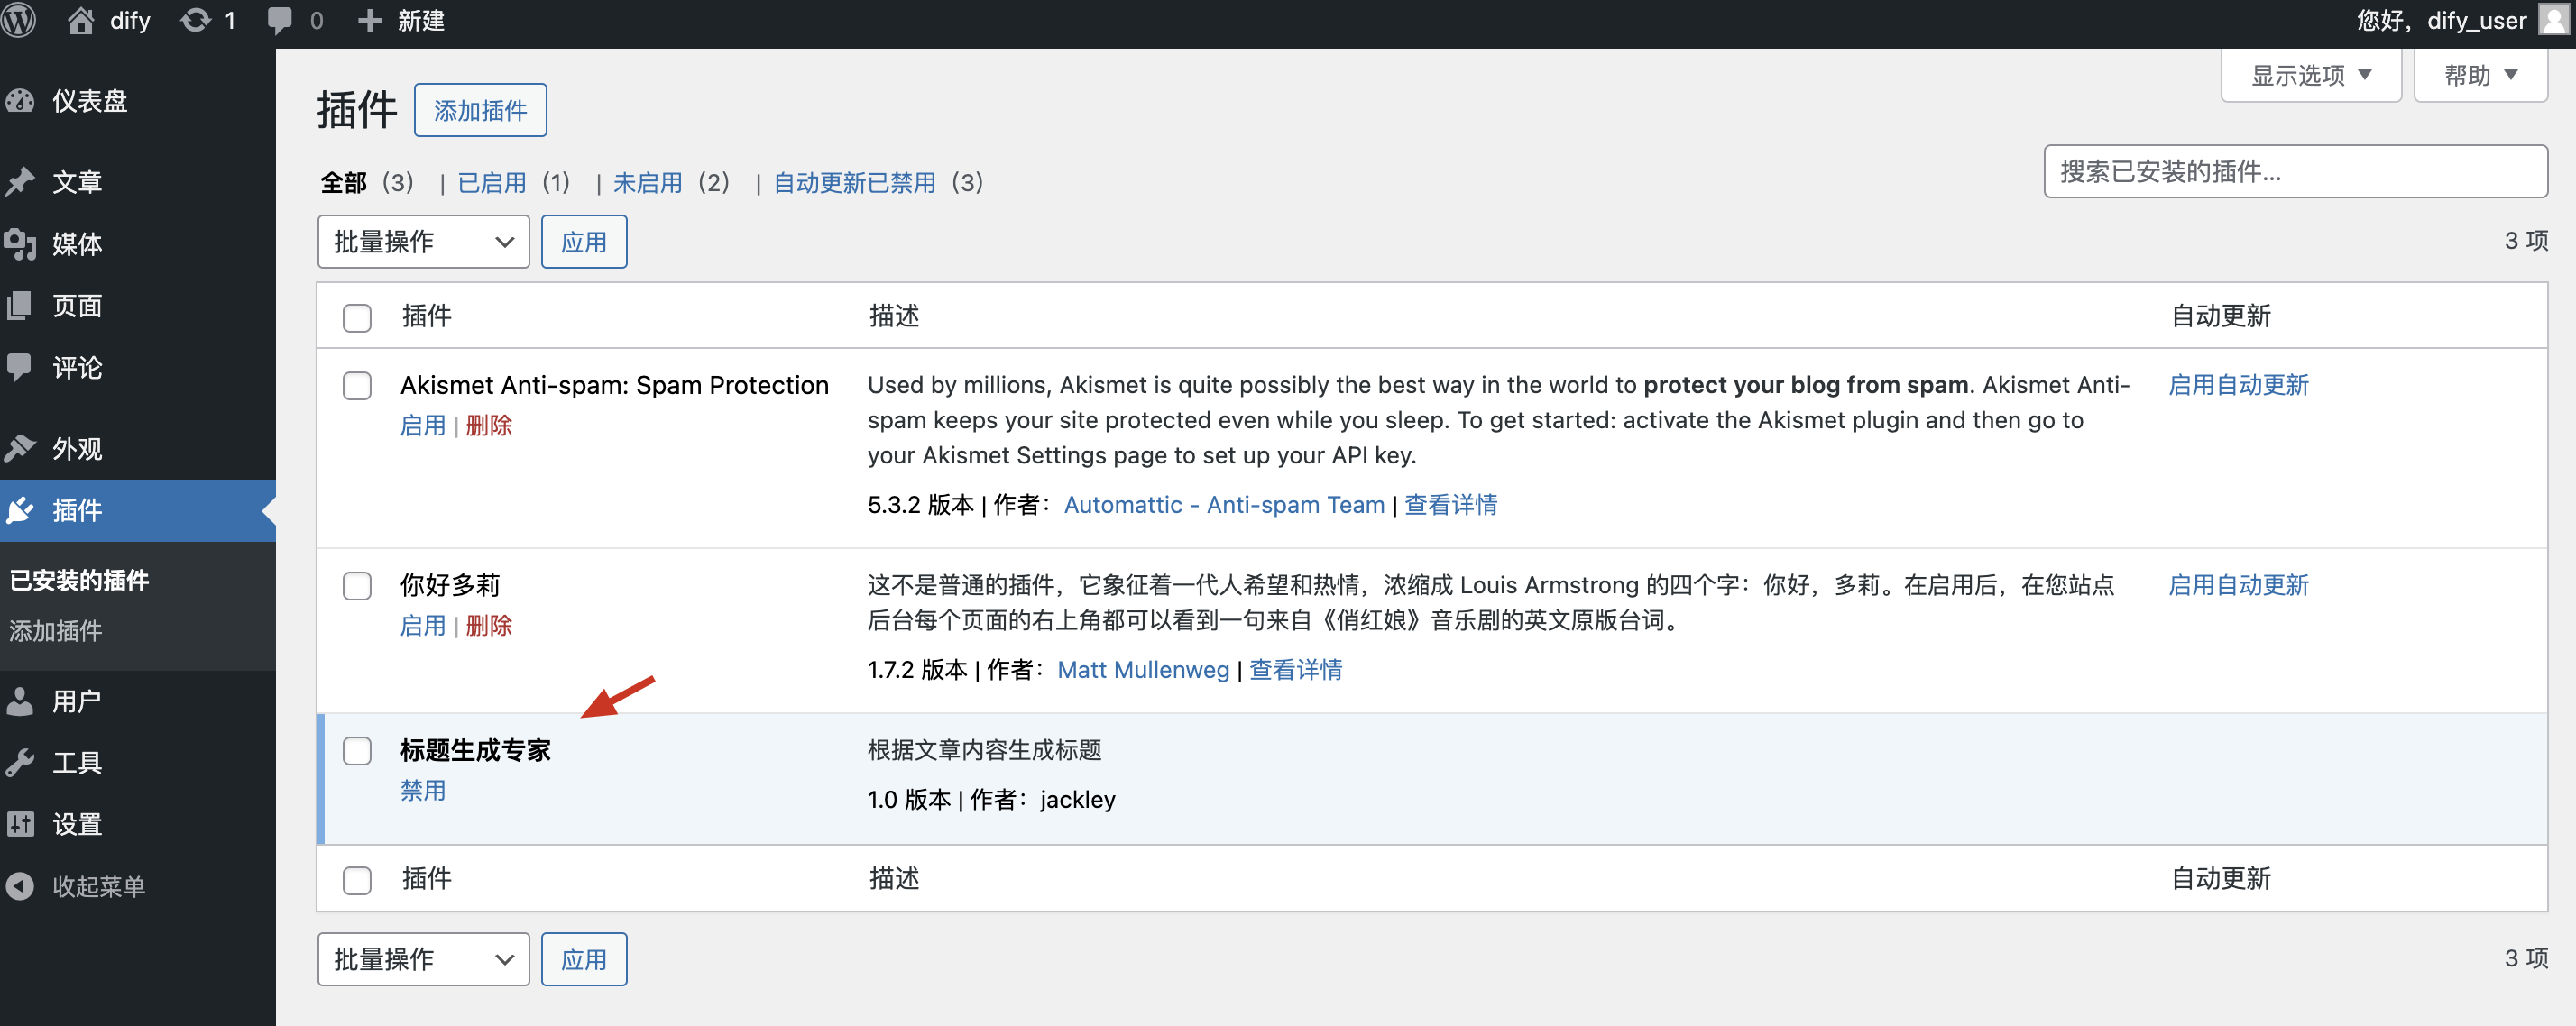 dify 1 0 新建 您好，dify_user
显示选项 帮助
仪表盘
文章
媒体
页面
评论
外观
插件
已安装的插件
添加插件
用户
工具
设置
收起菜单
插件 添加插件
全部（3） | 已启用（1） | 未启用（2） | 自动更新已禁用（3）
搜索已安装的插件...
批量操作 应用
3 项
插件 描述 自动更新
Akismet Anti-spam: Spam Protection
启用 | 删除
Used by millions, Akismet is quite possibly the best way in the world to protect your blog from spam. Akismet Anti-
spam keeps your site protected even while you sleep. To get started: activate the Akismet plugin and then go to
your Akismet Settings page to set up your API key.
5.3.2 版本 | 作者：Automattic - Anti-spam Team | 查看详情
启用自动更新
你好多莉
启用 | 删除
这不是普通的插件，它象征着一代人希望和热情，浓缩成 Louis Armstrong 的四个字：你好，多莉。在启用后，在您站点
后台每个页面的右上角都可以看到一句来自《俏红娘》音乐剧的英文原版台词。
1.7.2 版本 | 作者：Matt Mullenweg | 查看详情
启用自动更新
标题生成专家
禁用
根据文章内容生成标题
1.0 版本 | 作者：jackley
插件 描述 自动更新
批量操作 应用
3 项